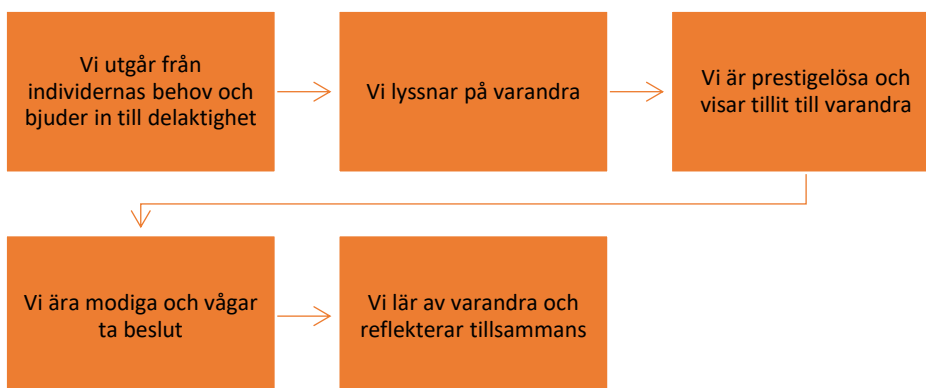 Vi utgår från
individernas behov och
bjuder in till delaktighet
Vi lyssnar på varandra
Vi är prestigelösa och
visar tillit till varandra
Vi ära modiga och vågar
ta beslut
Vi lär av varandra och
reflekterar tillsammans